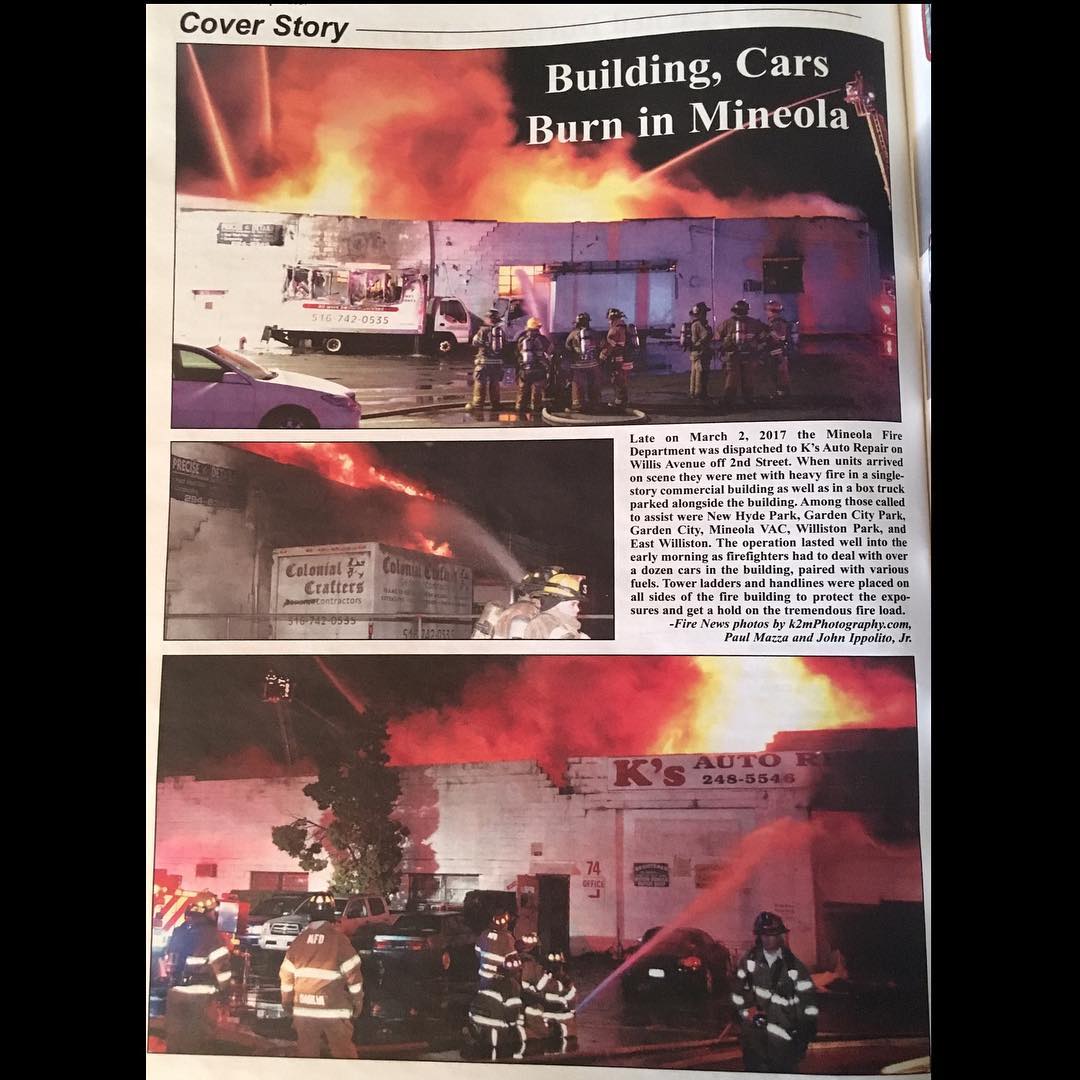 Cover Story
Building, Cars
Burn in Mineola
516-742-0535
Late on March 2, 2017 the Mineola Fire
Department was dispatched to K's Auto Repair on
Willis Avenue off 2nd Street. When units arrived
on scene they were met with heavy fire in a single-
story commercial building as well as in a box truck
parked alongside the building. Among those called
to assist were New Hyde Park, Garden City Park,
Garden City, Mineola VAC, Williston Park, and
East Williston. The operation lasted well into the
early morning as firefighters had to deal with over
a dozen cars in the building, paired with various
fuels. Tower ladders and handlines were placed on
all sides of the fire building to protect the expo-
sures and get a hold on the tremendous fire load.
-Fire News photos by k2mPhotography.com,
Paul Mazza and John Ippolito, Jr.
PRECISE
Colonial
Crafters
Contractors
516-742-0535
Colonial
K's AUTO RE
248-5546
74
OFFICE
MFD